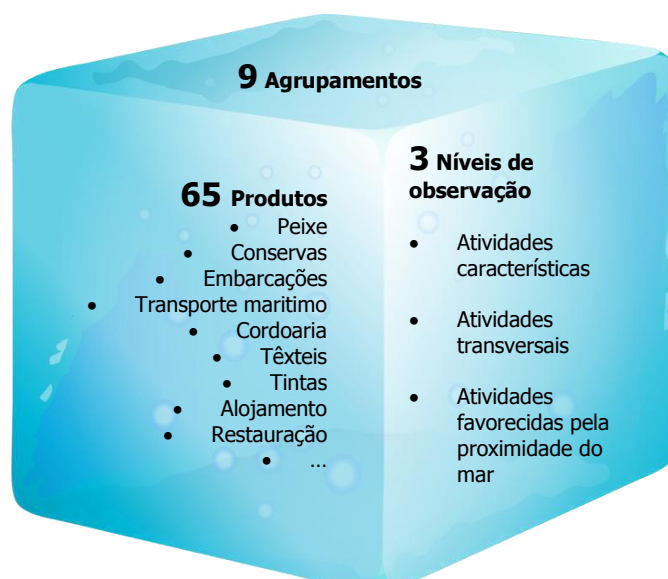 9 Agrupamentos
65 Produtos
• Peixe
• Conservas
• Embarcações
• Transporte maritimo
• Cordoaria
• Têxteis
• Tintas
• Alojamento
• Restauração
• ...
3 Níveis de
observação
• Atividades
características
• Atividades
transversais
• Atividades
favorecidas pela
proximidade do
mar